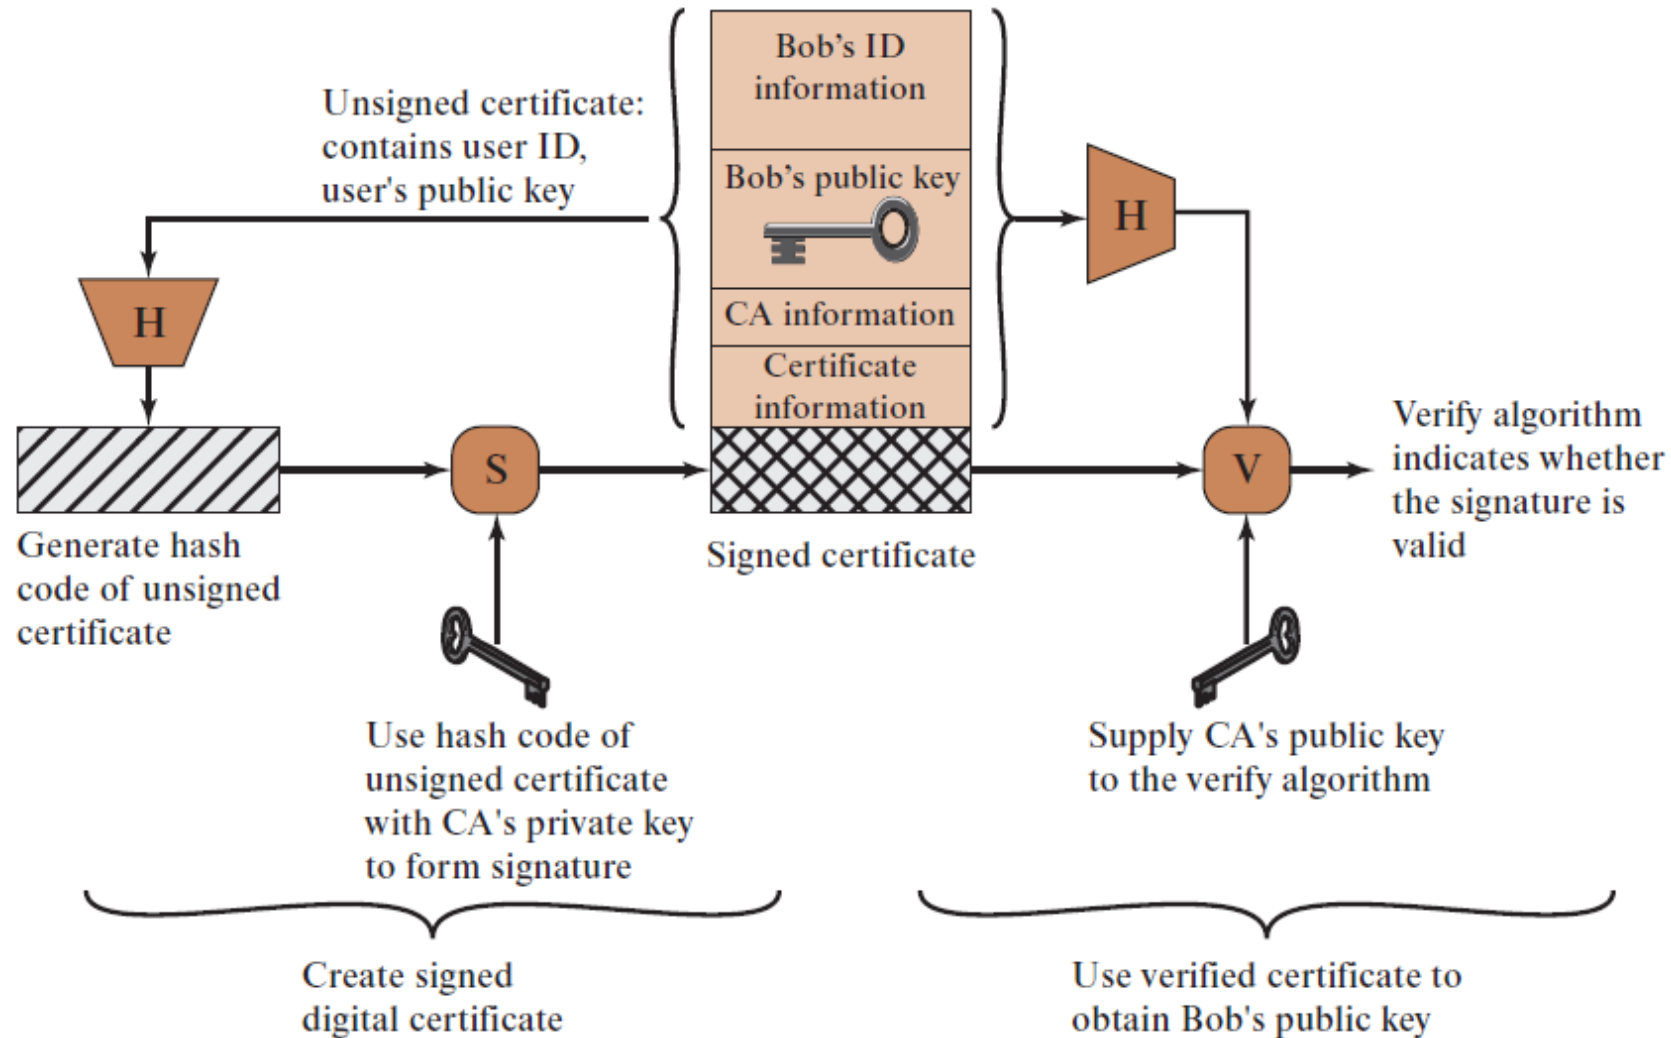 Bob’s ID
information
Unsigned certificate:
contains user ID,
user's public key
Bob’s public key
H
H
CA information
Certificate
information
S
V
Verify algorithm
indicates whether
the signature is
valid
Generate hash
code of unsigned
certificate
Signed certificate
Use hash code of
unsigned certificate
with CA's private key
to form signature
Supply CA's public key
to the verify algorithm
Create signed
digital certificate
Use verified certificate to
obtain Bob's public key